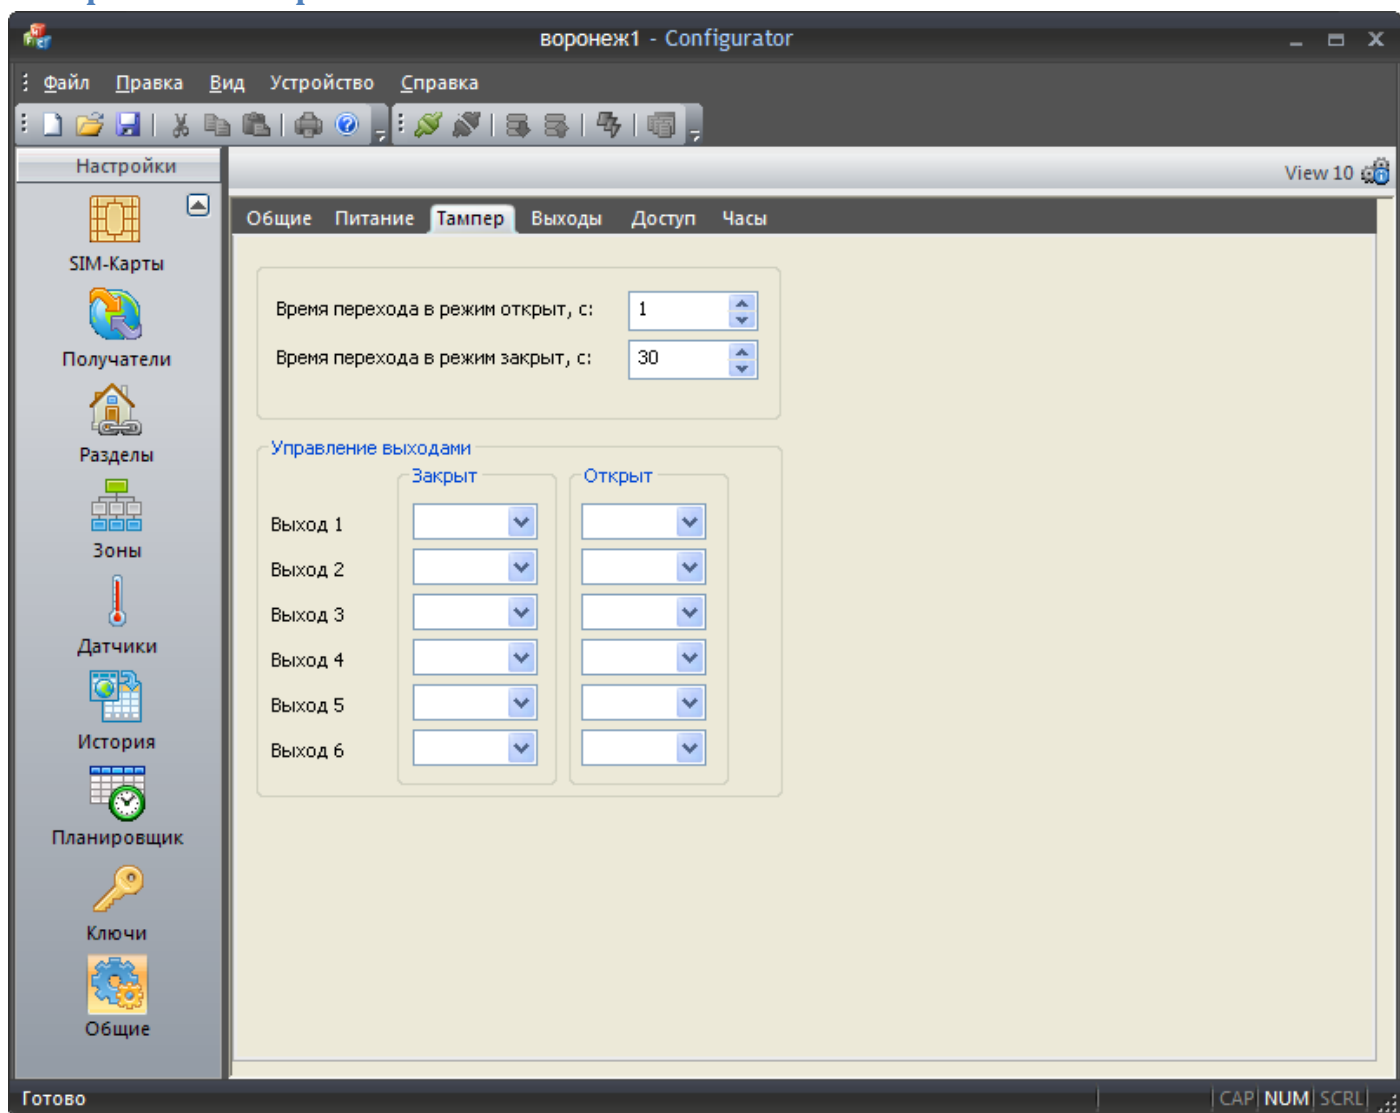 воронеж1 - Configurator
Файл Правка Вид Устройство Справка
Настройки
View 10
Общие Питание Тампер Выходы Доступ Часы
SIM-Карты
Получатели
Разделы
Зоны
Датчики
История
Планировщик
Ключи
Общие
Время перехода в режим открыт, с: 1
Время перехода в режим закрыт, с: 30
Управление выходами
Закрыт Открыт
Выход 1
Выход 2
Выход 3
Выход 4
Выход 5
Выход 6
Готово CAP NUM SCRL